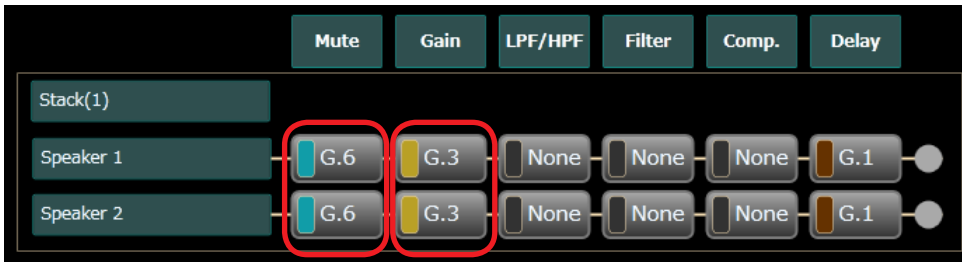 Mute Gain LPF/HPF Filter Comp. Delay
Stack(1)
Speaker 1 G.6 G.3 None None None G.1
Speaker 2 G.6 G.3 None None None G.1